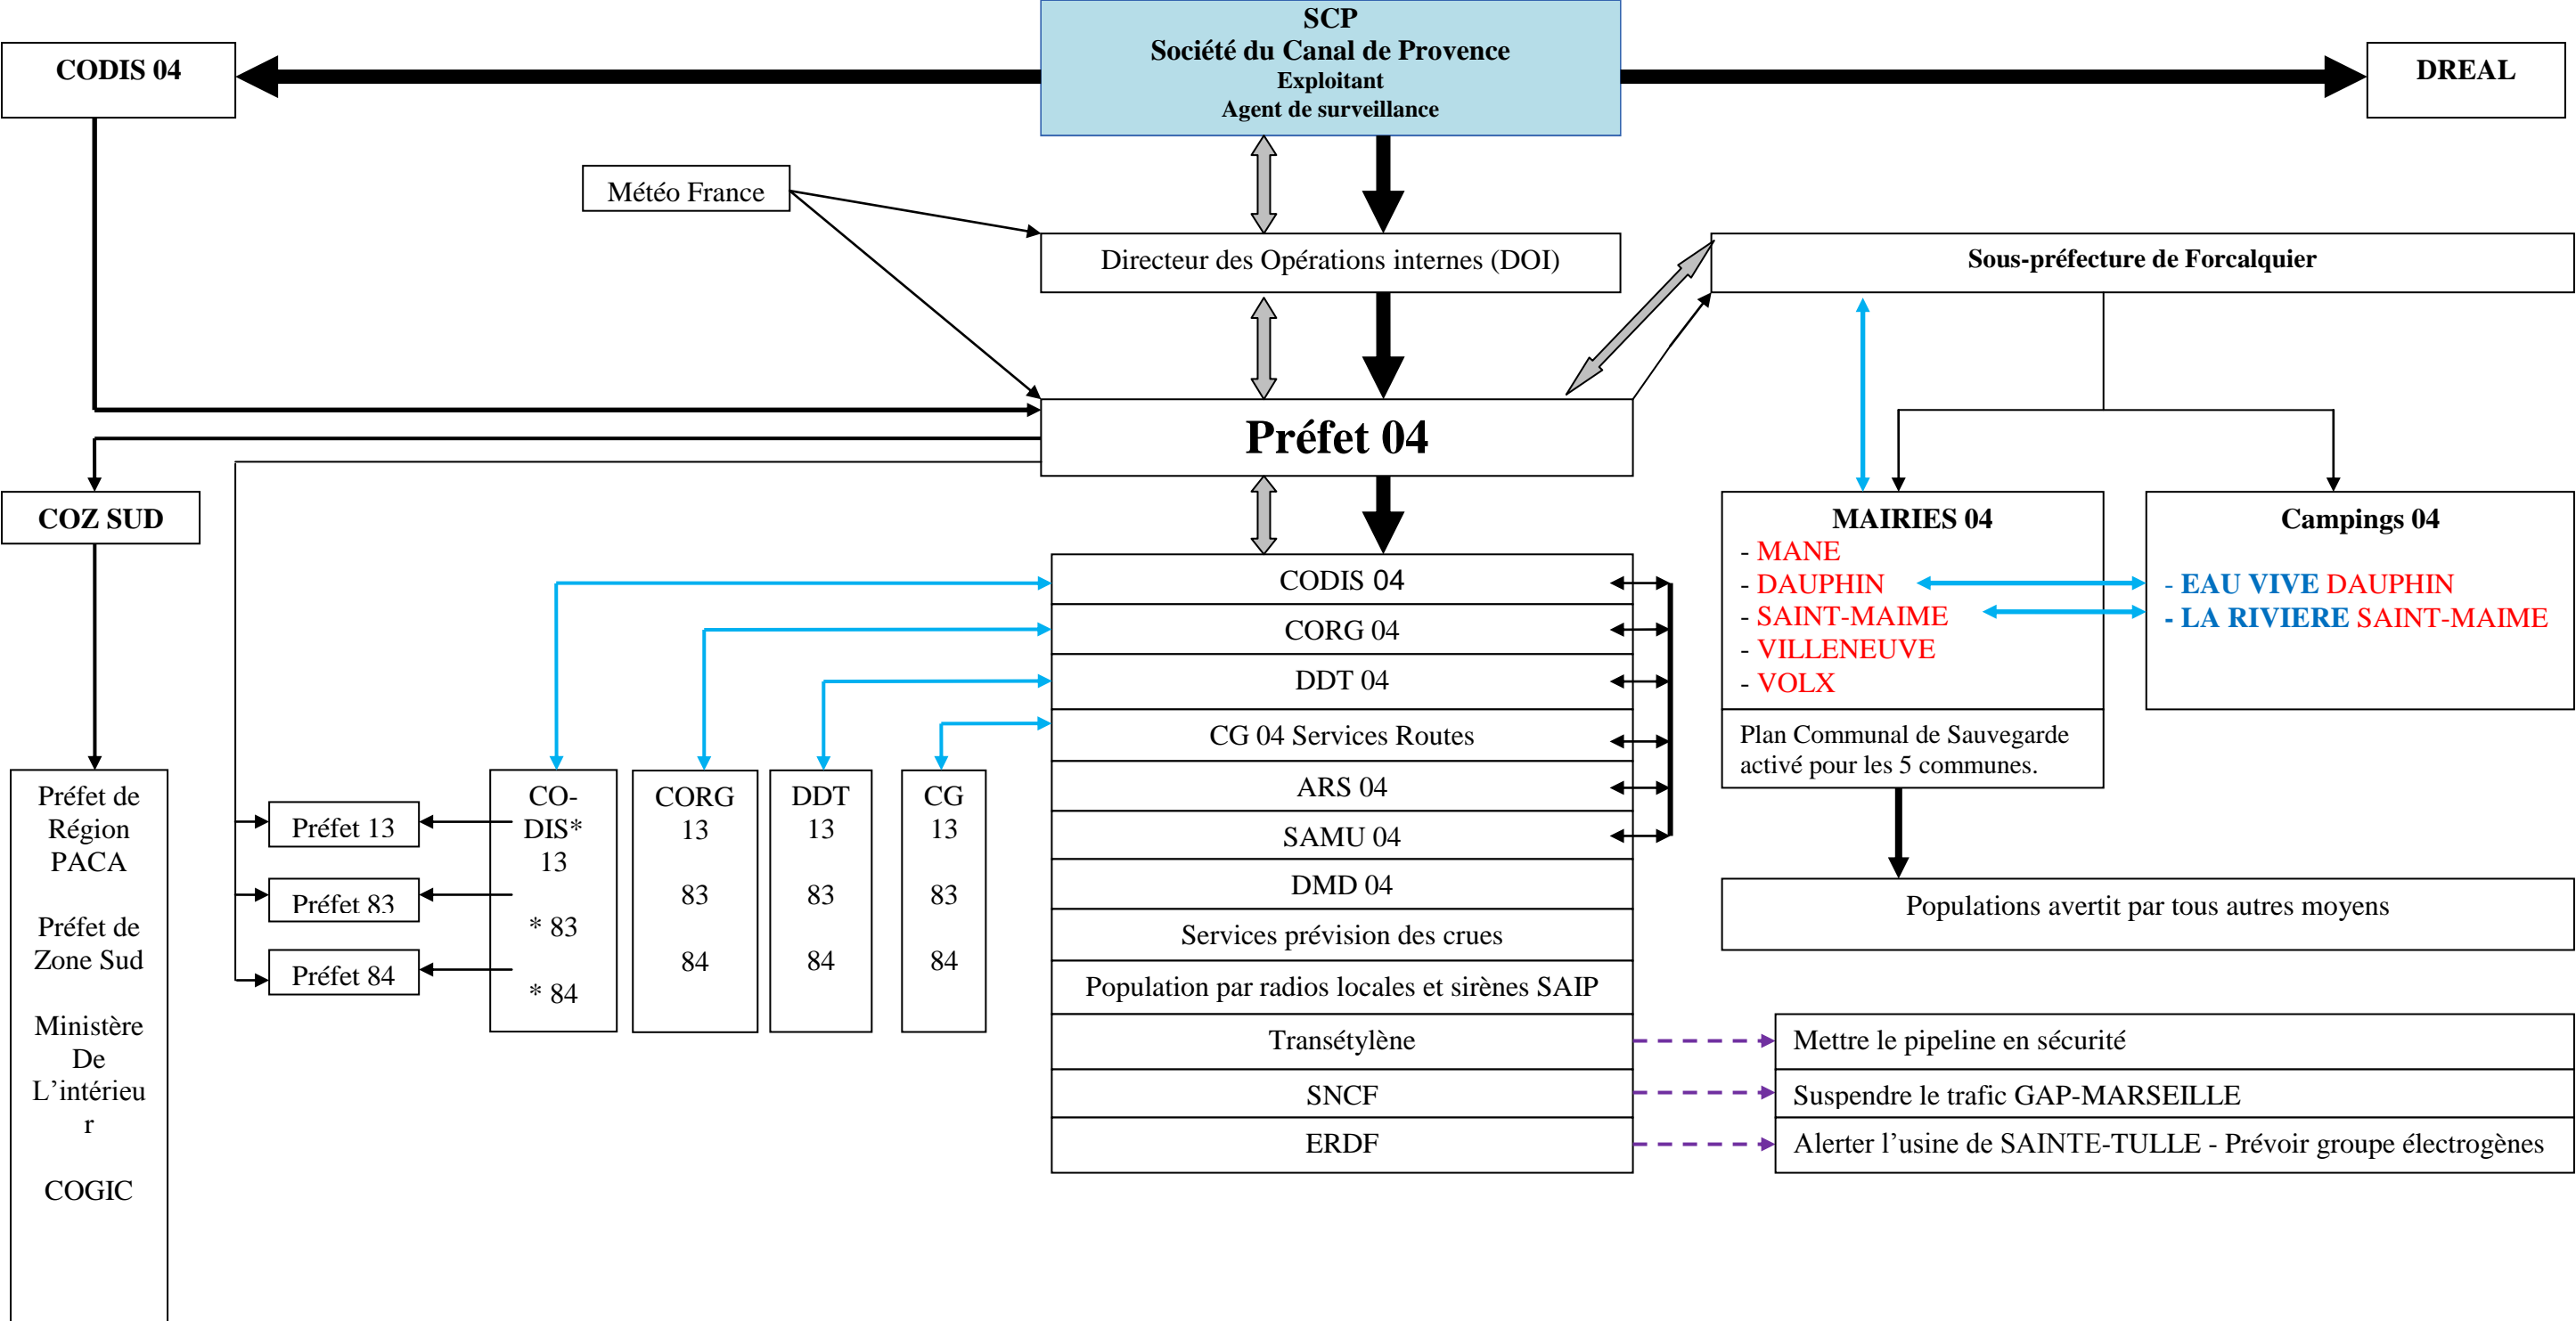 SCP
Société du Canal de Provence
Exploitant
Agent de surveillance
CODIS 04
DREAL
Météo France
Directeur des Opérations internes (DOI)
Sous-préfecture de Forcalquier
Préfet 04
COZ SUD
MAIRIES 04
- MANE
- DAUPHIN
- SAINT-MAIME
- VILLENEUVE
- VOLX
Plan Communal de Sauvegarde
activé pour les 5 communes.
Campings 04
- EAU VIVE DAUPHIN
- LA RIVIERE SAINT-MAIME
Populations avertit par tous autres moyens
CODIS 04
CORG 04
DDT 04
CG 04 Services Routes
ARS 04
SAMU 04
DMD 04
Services prévision des crues
Population par radios locales et sirènes SAIP
Transétylène
SNCF
ERDF
Mettre le pipeline en sécurité
Suspendre le trafic GAP-MARSEILLE
Alerter l’usine de SAINTE-TULLE - Prévoir groupe électrogènes
Préfet de
Région
PACA
Préfet de
Zone Sud
Ministère
De
L’intérieu
r
COGIC
Préfet 13
Préfet 83
Préfet 84
CO-
DIS*
13
* 83
* 84
CORG
13
83
84
DDT
13
83
84
CG
13
83
84